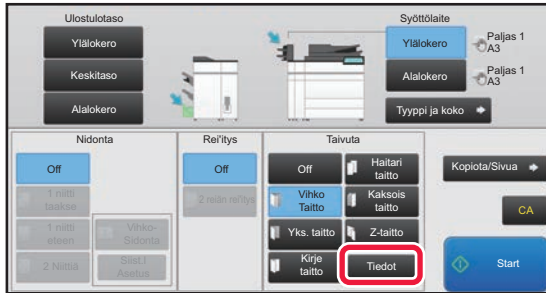 Ulostulotaso
Ylälokero
Keskitaso
Alalokero
Syöttölaite
Ylälokero
Paljas 1
A3
Alalokero
Paljas 1
A3
Tyyppi ja koko
Nidonta
Off
1 niitti
taakse
1 niitti
eteen
2 Niittiä
Vihko-
Sidonta
Siist.l
Asetus
Rei'itys
Off
2 reiän rei'itys
Taivuta
Off
Haitari
taitto
Vihko
Taitto
Kaksois
taitto
Yks. taitto
Z-taitto
Kirje
taitto
Tiedot
Kopiota/Sivua
CA
Start